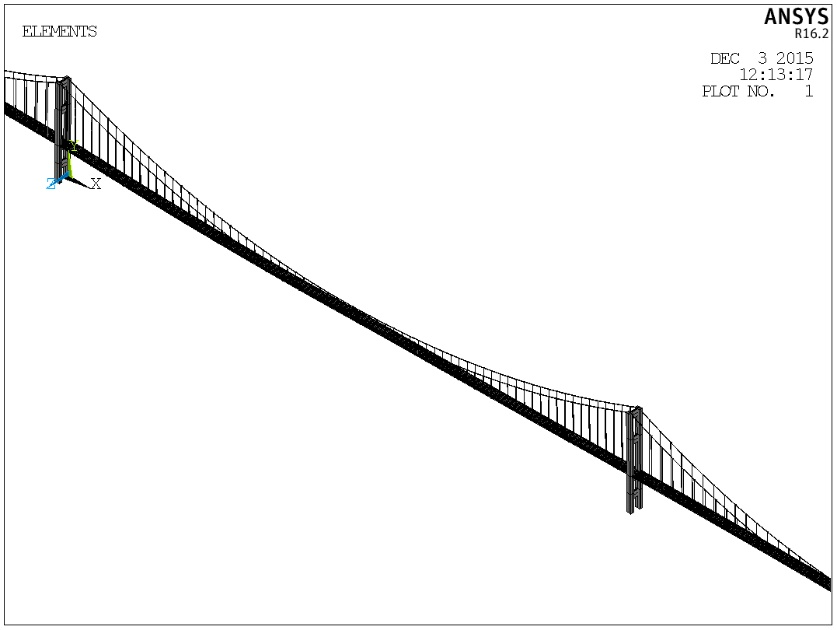 ELEMENTS
ANSYS
R16.2
DEC 3 2015
12:13:17
PLOT NO. 1
Y
Z
X